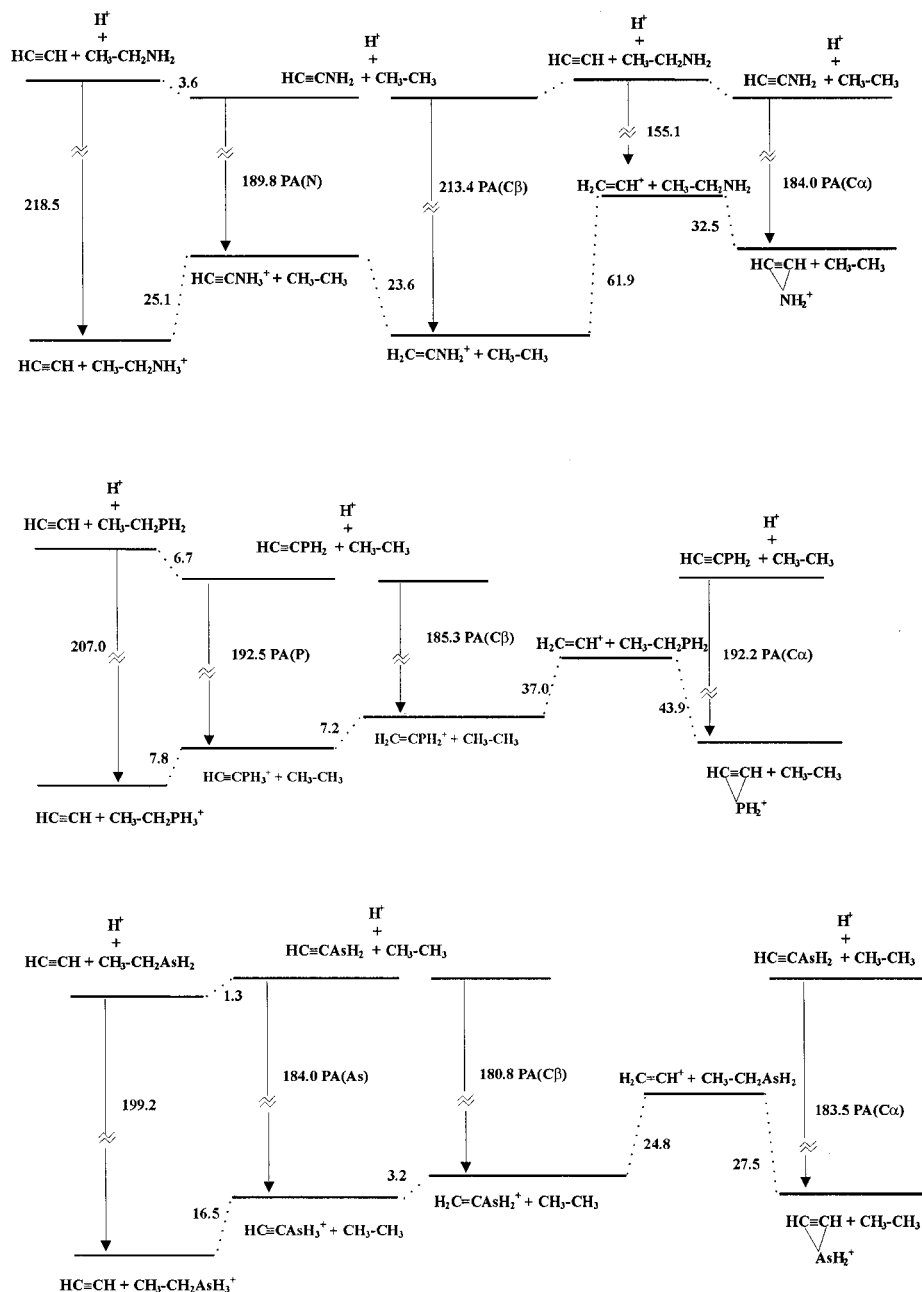 H⁺
+
HC≡CH + CH₃-CH₂NH₂
3.6
H⁺
+
HC≡CNH₂ + CH₃-CH₃
H⁺
+
HC≡CH + CH₃-CH₂NH₂
H⁺
+
HC≡CNH₂ + CH₃-CH₃
218.5
189.8 PA(N)
213.4 PA(Cβ)
155.1
184.0 PA(Cα)
H₂C=CH⁺ + CH₃-CH₂NH₂
32.5
25.1
HC≡CNH₃⁺ + CH₃-CH₃
23.6
61.9
HC≡CH + CH₃-CH₃
NH₂⁺
HC≡CH + CH₃-CH₂NH₃⁺
H₂C=CNH₂⁺ + CH₃-CH₃
H⁺
+
HC≡CH + CH₃-CH₂PH₂
6.7
H⁺
+
HC≡CPH₂ + CH₃-CH₃
H⁺
+
HC≡CPH₂ + CH₃-CH₃
207.0
192.5 PA(P)
185.3 PA(Cβ)
H₂C=CH⁺ + CH₃-CH₂PH₂
192.2 PA(Cα)
37.0
43.9
7.8
7.2
HC≡CPH₃⁺ + CH₃-CH₃
H₂C=CPH₂⁺ + CH₃-CH₃
HC≡CH + CH₃-CH₃
PH₂⁺
HC≡CH + CH₃-CH₂PH₃⁺
H⁺
+
HC≡CH + CH₃-CH₂AsH₂
1.3
H⁺
+
HC≡CAsH₂ + CH₃-CH₃
H⁺
+
HC≡CAsH₂ + CH₃-CH₃
199.2
184.0 PA(As)
180.8 PA(Cβ)
H₂C=CH⁺ + CH₃-CH₂AsH₂
183.5 PA(Cα)
24.8
27.5
16.5
3.2
HC≡CAsH₃⁺ + CH₃-CH₃
H₂C=CAsH₂⁺ + CH₃-CH₃
HC≡CH + CH₃-CH₃
AsH₂⁺
HC≡CH + CH₃-CH₂AsH₃⁺